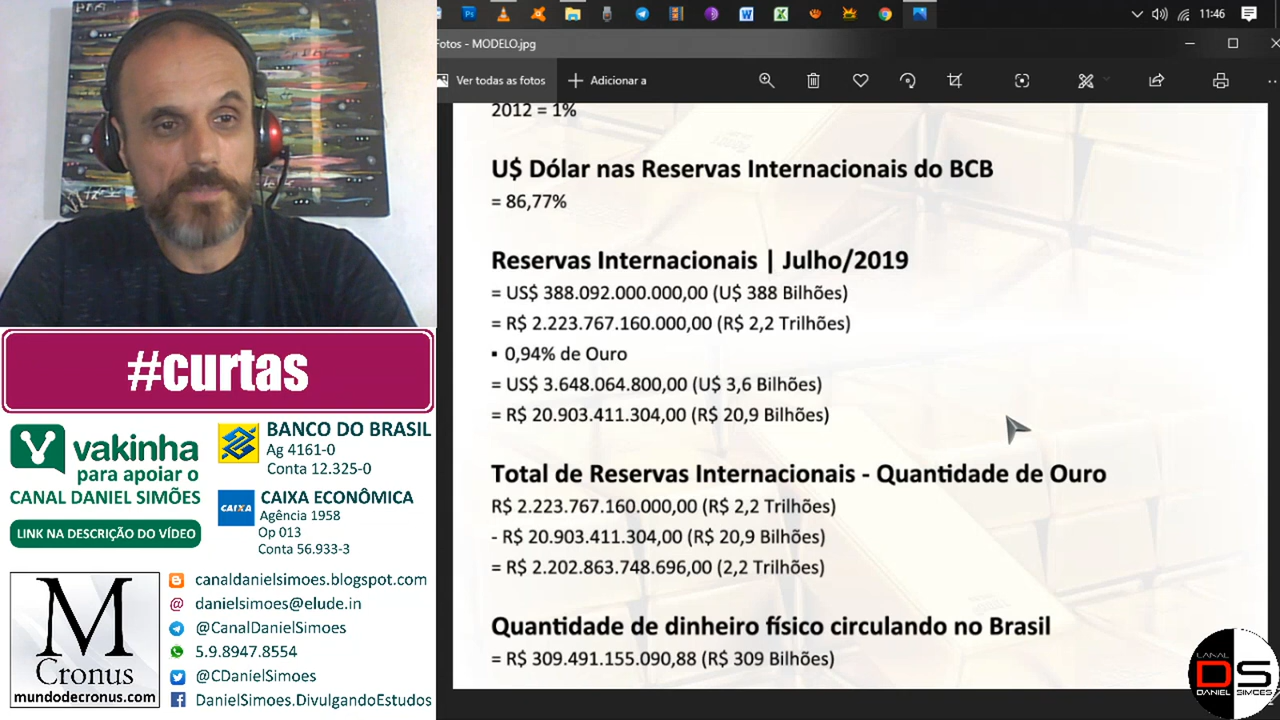 11:46
Fotos - MODELO.jpg
Ver todas as fotos
Adicionar a
2012 = 1%
U$ Dólar nas Reservas Internacionais do BCB
= 86,77%
Reservas Internacionais | Julho/2019
= US$ 388.092.000.000,00 (U$ 388 Bilhões)
= R$ 2.223.767.160.000,00 (R$ 2,2 Trilhões)
▪ 0,94% de Ouro
= US$ 3.648.064.800,00 (U$ 3,6 Bilhões)
= R$ 20.903.411.304,00 (R$ 20,9 Bilhões)
Total de Reservas Internacionais - Quantidade de Ouro
R$ 2.223.767.160.000,00 (R$ 2,2 Trilhões)
- R$ 20.903.411.304,00 (R$ 20,9 Bilhões)
= R$ 2.202.863.748.696,00 (2,2 Trilhões)
Quantidade de dinheiro físico circulando no Brasil
= R$ 309.491.155.090,88 (R$ 309 Bilhões)
#curtas
vakinha
para apoiar o
CANAL DANIEL SIMÕES
LINK NA DESCRIÇÃO DO VÍDEO
BANCO DO BRASIL
Ag 4161-0
Conta 12.325-0
CAIXA
CAIXA ECONÔMICA
Agência 1958
Op 013
Conta 56.933-3
M
Cronus
mundodecronus.com
canaldanielsimoes.blogspot.com
danielsimoes@elude.in
@CanalDanielSimoes
5.9.8947.8554
@CDanielSimoes
DanielSimoes.DivulgandoEstudos
CANAL
DS
DANIEL SIMÕES